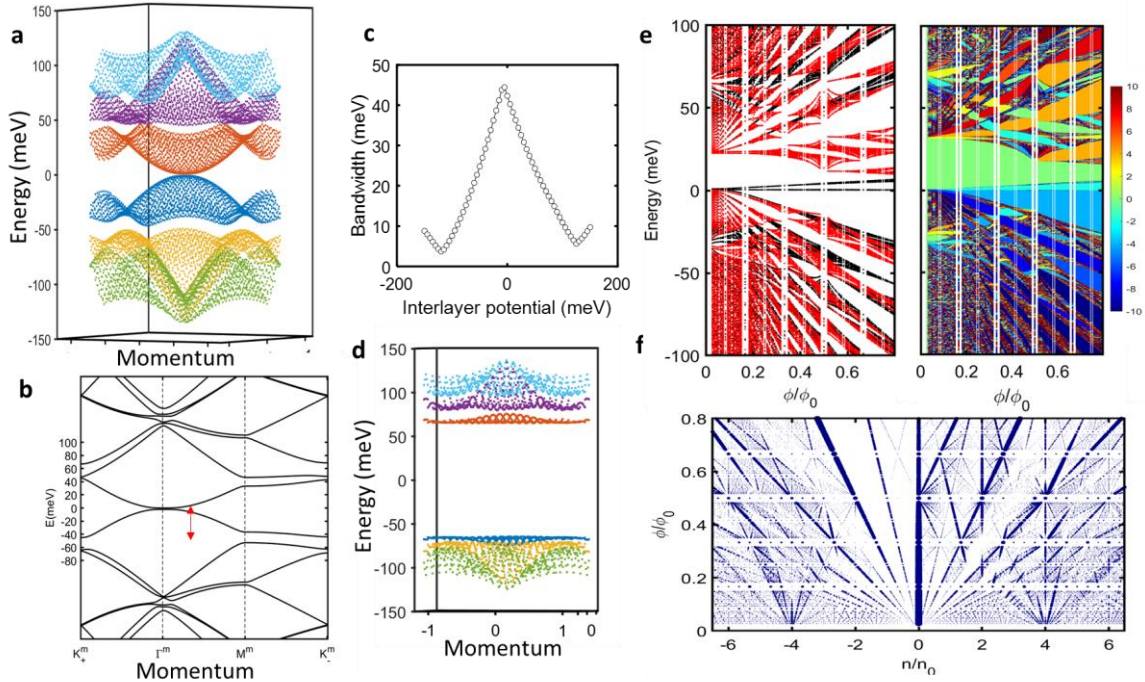 a
150
100
50
0
-50
-100
-150
Energy (meV)
Momentum
b
100
80
60
40
20
0
-20
-40
-60
-80
E(meV)
K₊ᵐ Γᵐ Mᵐ K₋ᵐ
Momentum
c
50
40
30
20
10
0
-200 0 200
Bandwidth (meV)
Interlayer potential (meV)
d
150
100
50
0
-50
-100
-150
-1 0 1 0
Energy (meV)
Momentum
e
100
50
0
-50
-100
Energy (meV)
0 0.2 0.4 0.6
ϕ/ϕ₀
0 0.2 0.4 0.6
ϕ/ϕ₀
10
8
6
4
2
0
-2
-4
-6
-8
-10
f
0.8
0.6
0.4
0.2
0
ϕ/ϕ₀
-6 -4 -2 0 2 4 6
n/n₀